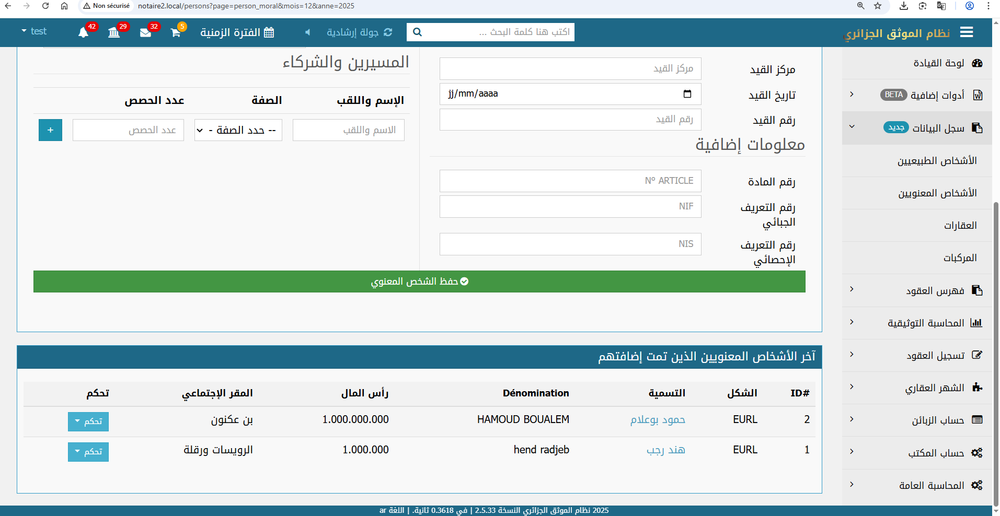 Non sécurisé notaire2.local/persons?page=person_moral&mois=12&anne=2025
نظام الموثق الجزائري
اكتب هنا كلمة البحث ...
جولة إرشادية
الفترة الزمنية
5
32
29
42
test
لوحة القيادة
أدوات إضافية BETA
سجل البيانات جديد
الأشخاص الطبيعيين
الأشخاص المعنويين
العقارات
المركبات
فهرس العقود
المحاسبة التوثيقية
تسجيل العقود
الشهر العقاري
حساب الزبائن
حساب المكتب
المحاسبة العامة
مركز القيد مركز القيد
تاريخ القيد jj/mm/aaaa
رقم القيد رقم القيد
معلومات إضافية
رقم المادة N° ARTICLE
رقم التعريف الجبائي NIF
رقم التعريف الإحصائي NIS
المسيرين والشركاء
الإسم واللقب الصفة عدد الحصص
الاسم واللقب -- حدد الصفة - عدد الحصص +
حفظ الشخص المعنوي
آخر الأشخاص المعنويين الذين تمت إضافتهم
ID# الشكل التسمية Dénomination رأس المال المقر الإجتماعي تحكم
2 EURL حمود بوعلام HAMOUD BOUALEM 1.000.000.000 بن عكنون تحكم
1 EURL هند رجب hend radjeb 1.000.000 الرويسات ورقلة تحكم
2025 نظام الموثق الجزائري النسخة 2.5.33 | في 0.3618 ثانية. | اللغة ar